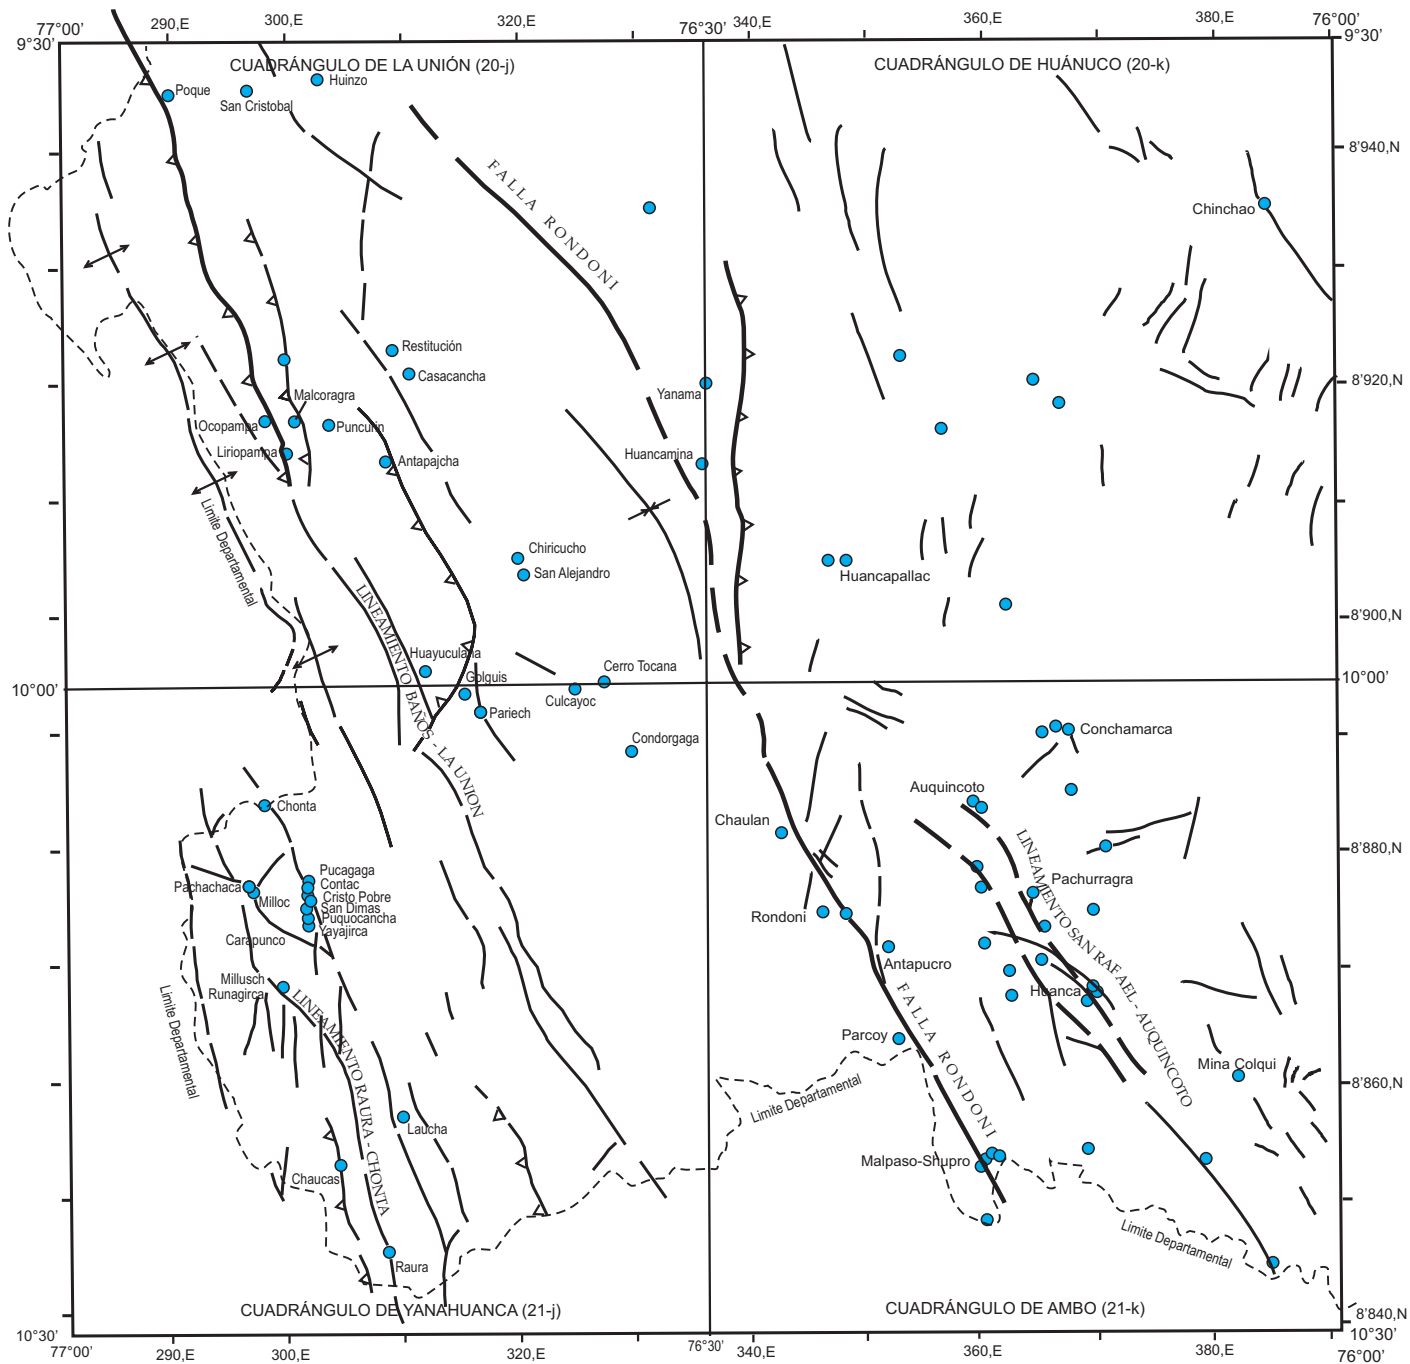 77°00’
290,E
300,E
320,E
76°30’
340,E
360,E
380,E
76°00’
9°30’
9°30’
CUADRÁNGULO DE LA UNIÓN (20-j)
CUADRÁNGULO DE HUÁNUCO (20-k)
Poque
San Cristobal
Huinzo
8’940,N
FALLA RONDONI
Chinchao
Restitución
Casacancha
8’920,N
Yanama
Malcoragra
Ocopampa
Puncurin
Liriopampa
Antapajcha
Huancamina
Limite Departamental
Chiricucho
San Alejandro
Huancapallac
LINEAMIENTO BAÑOS - LA UNION
8’900,N
Huayuculana
Golquis
Cerro Tocana
10°00’
10°00’
Culcayoc
Pariech
Condorgaga
Conchamarca
Chonta
Auquincoto
Chaulan
LINEAMIENTO SAN RAFAEL - AUQUINCOTO
8’880,N
Pucagaga
Contac
Cristo Pobre
San Dimas
Puquocancha
Yayajirca
Pachachaca
Milloc
Carapunco
Pachurragra
Rondoni
Antapucro
Millusch
Runagirca
LINEAMIENTO RAURA - CHONTA
Limite Departamental
Huanca
FALLA RONDONI
Parcoy
Mina Colqui
8’860,N
Limite Departamental
Laucha
Chaucas
Malpaso-Shupro
Limite Departamental
Raura
CUADRÁNGULO DE YANAHUANCA (21-j)
CUADRÁNGULO DE AMBO (21-k)
8’840,N
10°30’
10°30’
77°00’
290,E
300,E
320,E
76°30’
340,E
360,E
380,E
76°00’